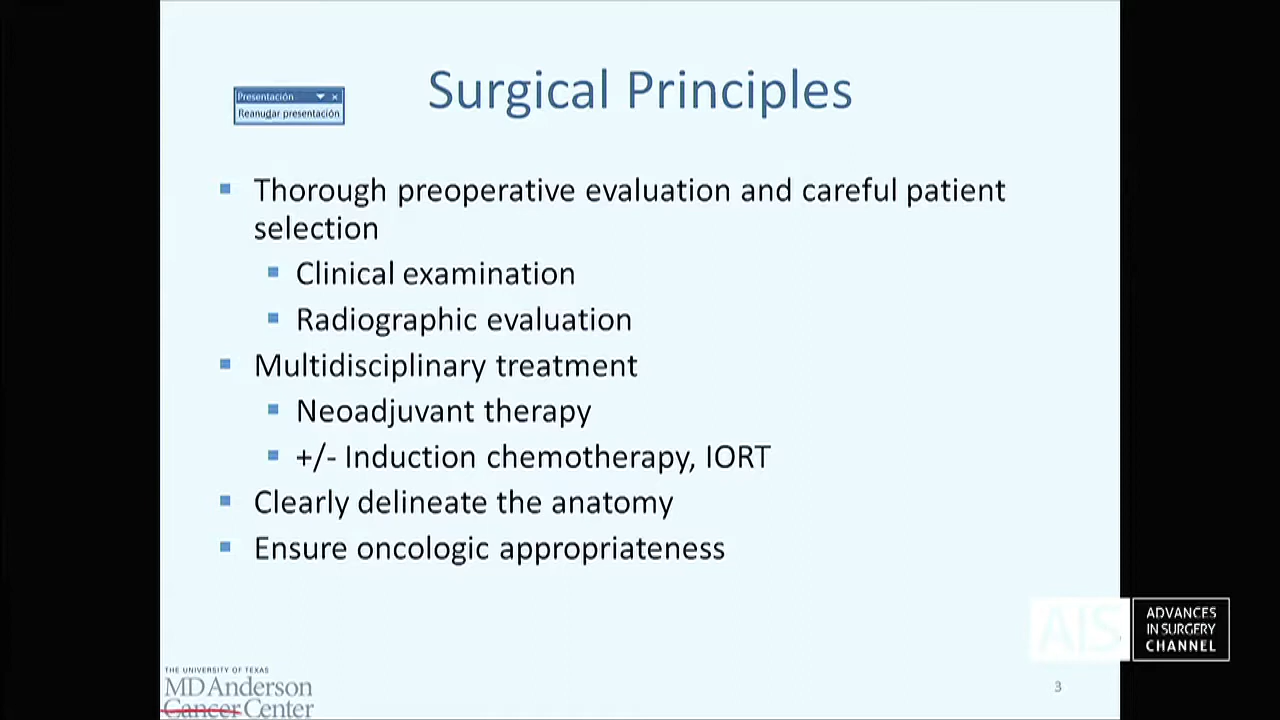 Surgical Principles
Presentación
Reanudar presentación
Thorough preoperative evaluation and careful patient
selection
Clinical examination
Radiographic evaluation
Multidisciplinary treatment
Neoadjuvant therapy
+/- Induction chemotherapy, IORT
Clearly delineate the anatomy
Ensure oncologic appropriateness
AIS
ADVANCES
IN SURGERY
CHANNEL
THE UNIVERSITY OF TEXAS
MD Anderson
Cancer Center
3